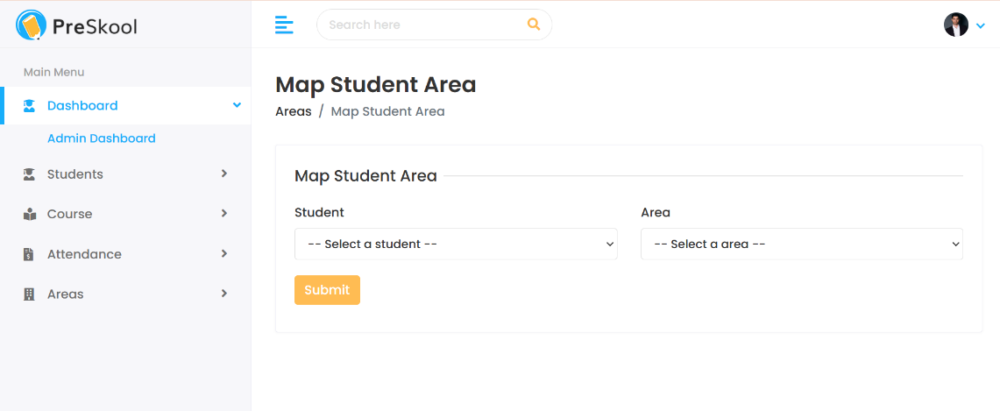 PreSkool
Search here
Main Menu
Dashboard
Admin Dashboard
Students
Course
Attendance
Areas
Map Student Area
Areas / Map Student Area
Map Student Area
Student
Area
-- Select a student --
-- Select a area --
Submit